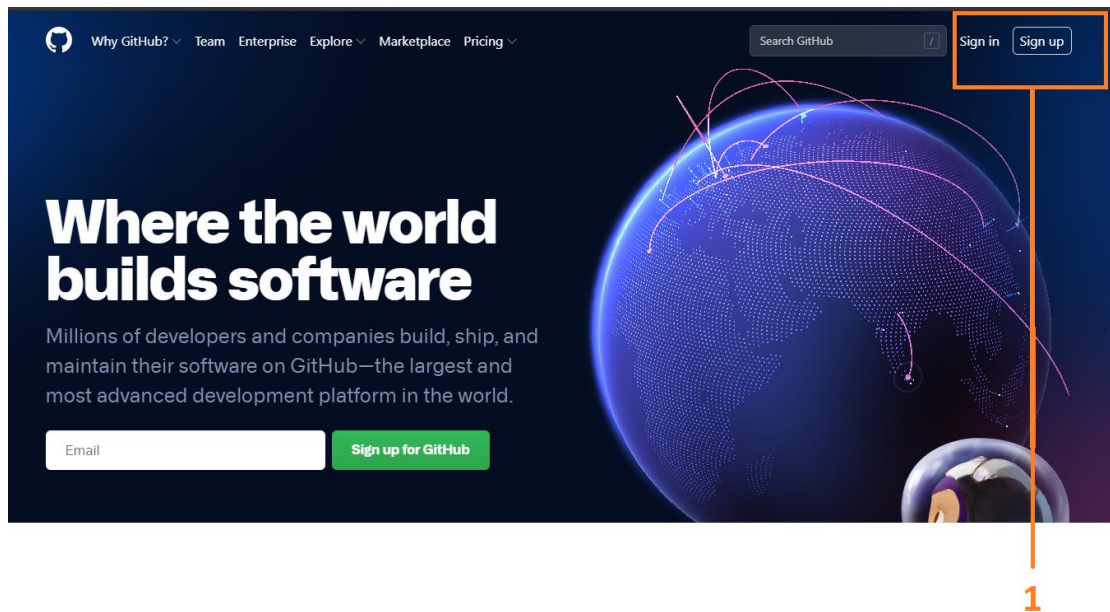 Why GitHub? Team Enterprise Explore Marketplace Pricing Search GitHub / Sign in Sign up
Where the world
builds software
Millions of developers and companies build, ship, and
maintain their software on GitHub—the largest and
most advanced development platform in the world.
Email Sign up for GitHub
1